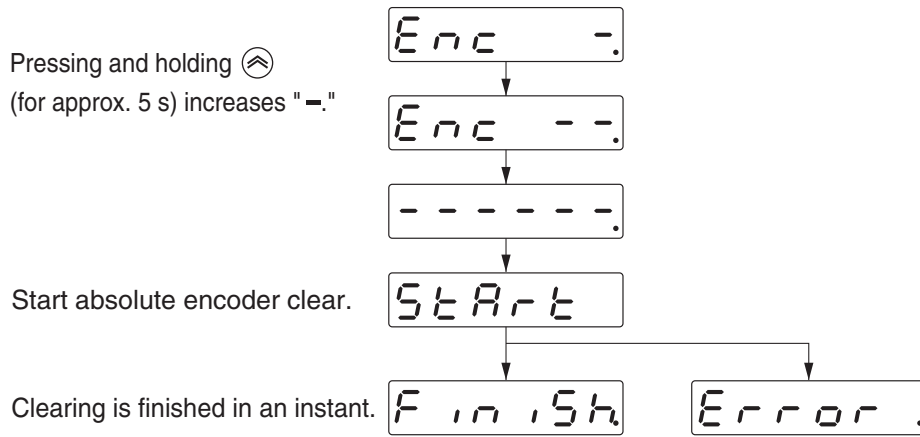 Enc -.
Pressing and holding
(for approx. 5 s) increases " -."
Enc --.
------.
Start absolute encoder clear.
StArt
Clearing is finished in an instant.
FiniSh.
Error .